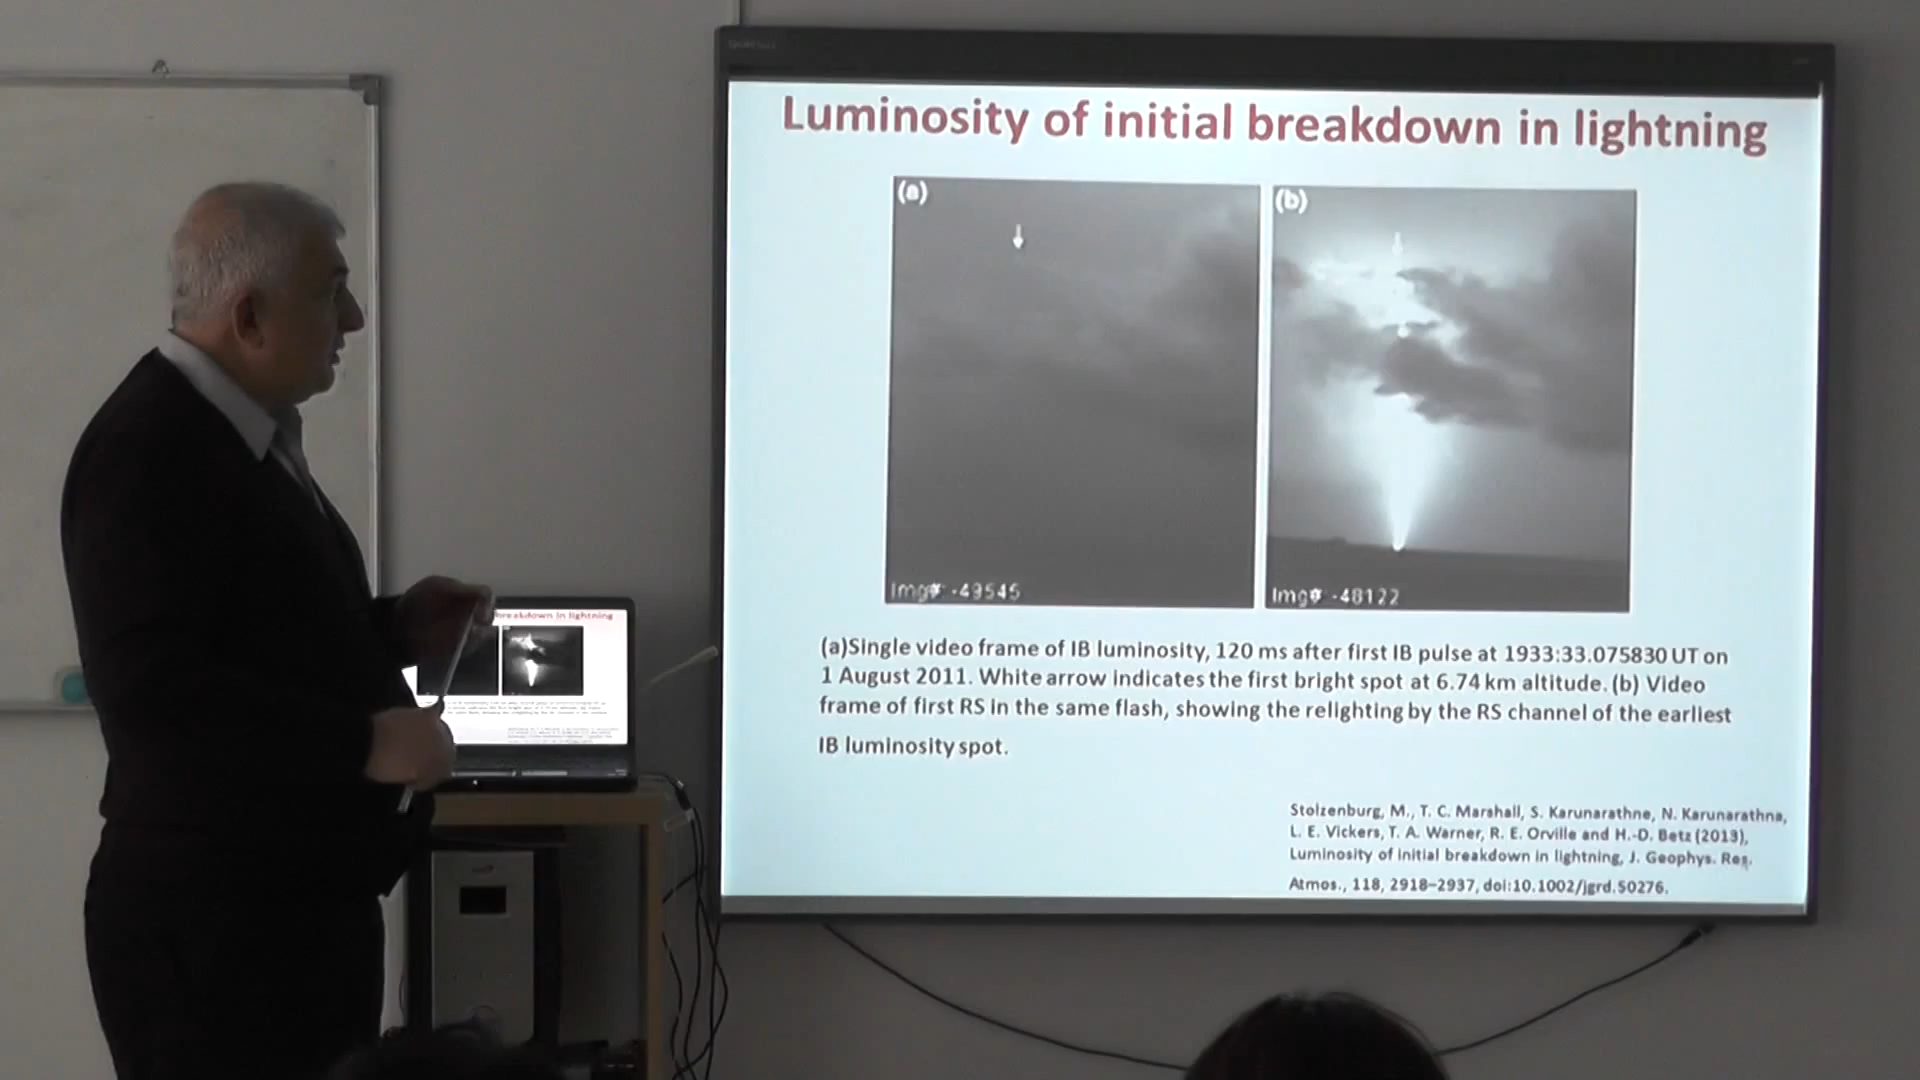 Luminosity of initial breakdown in lightning
(a)
(b)
Img#: -49545
Img# -48122
(a)Single video frame of IB luminosity, 120 ms after first IB pulse at 1933:33.075830 UT on
1 August 2011. White arrow indicates the first bright spot at 6.74 km altitude. (b) Video
frame of first RS in the same flash, showing the relighting by the RS channel of the earliest
IB luminosity spot.
Stolzenburg, M., T. C. Marshall, S. Karunarathne, N. Karunarathna,
L. E. Vickers, T. A. Warner, R. E. Orville and H.-D. Betz (2013),
Luminosity of initial breakdown in lightning, J. Geophys. Res.
Atmos., 118, 2918–2937, doi:10.1002/jgrd.50276.
breakdown in lightning